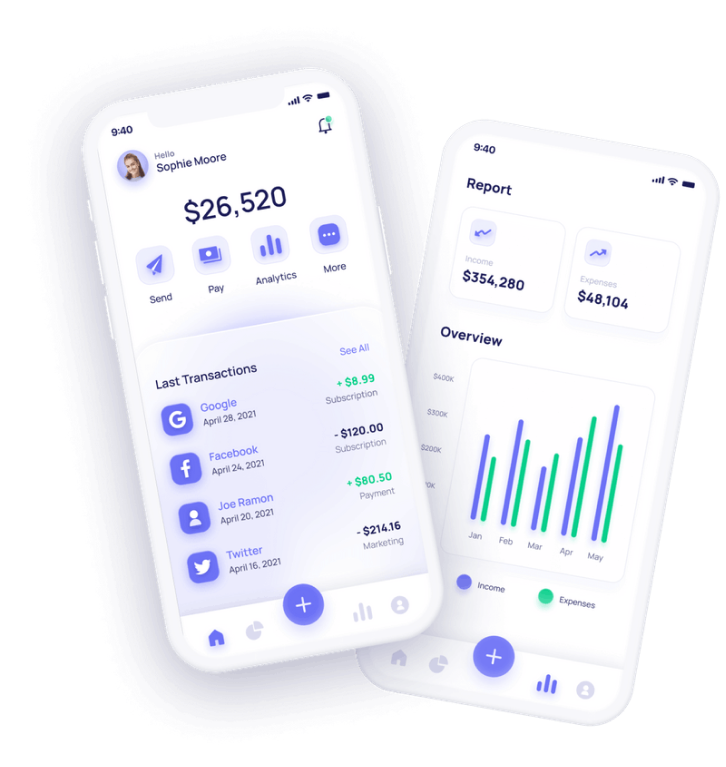 9:40
Hello
Sophie Moore
$26,520
Send
Pay
Analytics
More
Last Transactions
See All
Google
+ $8.99
April 28, 2021
Subscription
Facebook
- $120.00
April 24, 2021
Subscription
Joe Ramon
+ $80.50
April 20, 2021
Payment
Twitter
- $214.16
April 16, 2021
Marketing
9:40
Report
Income
$354,280
Expenses
$48,104
Overview
$400K
$300K
$200K
Jan
Feb
Mar
Apr
May
Income
Expenses